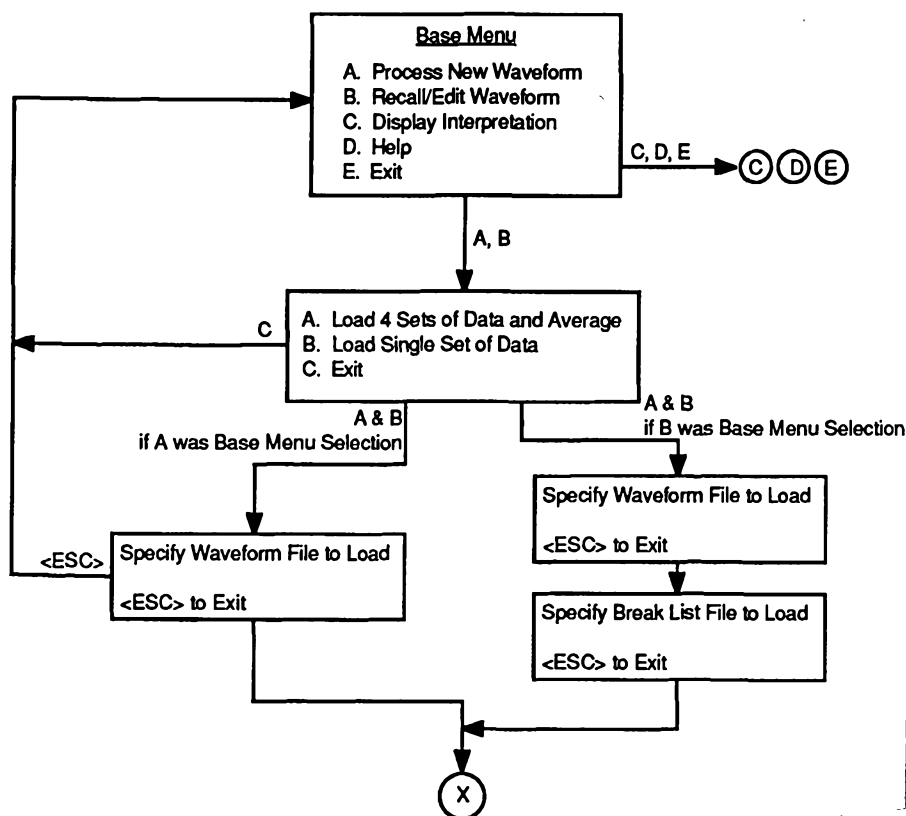 Base Menu
A. Process New Waveform
B. Recall/Edit Waveform
C. Display Interpretation
D. Help
E. Exit
C, D, E
C D E
A, B
A. Load 4 Sets of Data and Average
B. Load Single Set of Data
C. Exit
C
A & B
if A was Base Menu Selection
A & B
if B was Base Menu Selection
Specify Waveform File to Load
<ESC> to Exit
<ESC>
Specify Waveform File to Load
<ESC> to Exit
Specify Break List File to Load
<ESC> to Exit
X